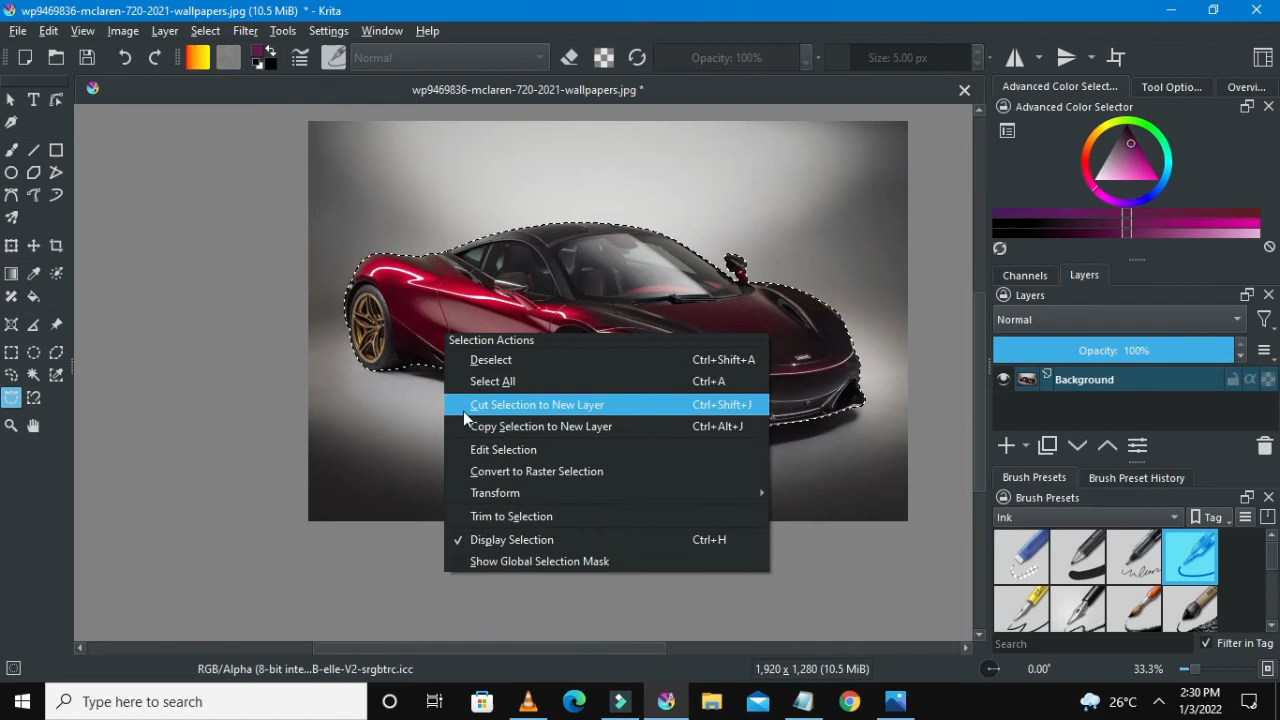 wp9469836-mclaren-720-2021-wallpapers.jpg (10.5 MiB) * - Krita
File Edit View Image Layer Select Filter Tools Settings Window Help
Normal Opacity: 100% Size: 5.00 px
wp9469836-mclaren-720-2021-wallpapers.jpg *
Advanced Color Select... Tool Optio... Overvi...
Advanced Color Selector
Channels Layers
Layers
Normal
Opacity: 100%
Background
Selection Actions
Deselect Ctrl+Shift+A
Select All Ctrl+A
Cut Selection to New Layer Ctrl+Shift+J
Copy Selection to New Layer Ctrl+Alt+J
Edit Selection
Convert to Raster Selection
Transform
Trim to Selection
Display Selection Ctrl+H
Show Global Selection Mask
Brush Presets Brush Preset History
Brush Presets
Ink Tag
Search Filter in Tag
RGB/Alpha (8-bit inte...B-elle-V2-srgbtrc.icc 1,920 x 1,280 (10.5 MiB) 0.00° 33.3%
Type here to search
26°C
2:30 PM
1/3/2022